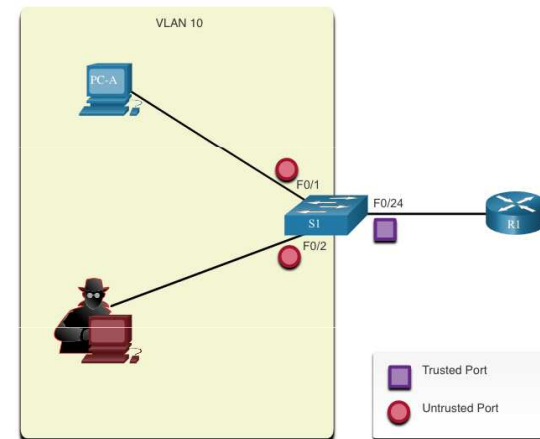 VLAN 10
PC-A
F0/1
F0/24
S1
R1
F0/2
Trusted Port
Untrusted Port